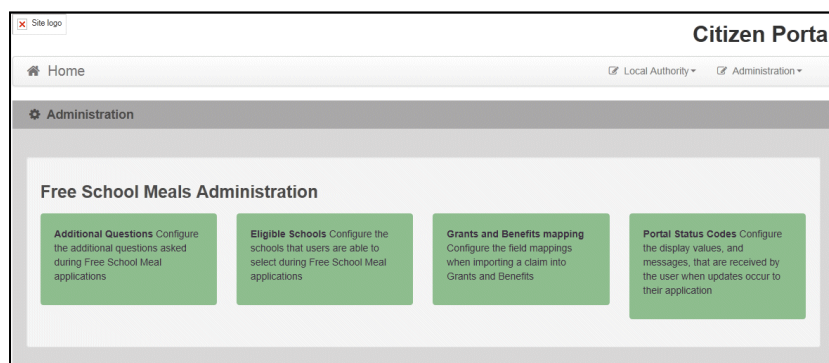 Site logo
Citizen Porta
Home
Local Authority
Administration
Administration
Free School Meals Administration
Additional Questions Configure
the additional questions asked
during Free School Meal
applications
Eligible Schools Configure the
schools that users are able to
select during Free School Meal
applications
Grants and Benefits mapping
Configure the field mappings
when importing a claim into
Grants and Benefits
Portal Status Codes Configure
the display values, and
messages, that are received by
the user when updates occur to
their application